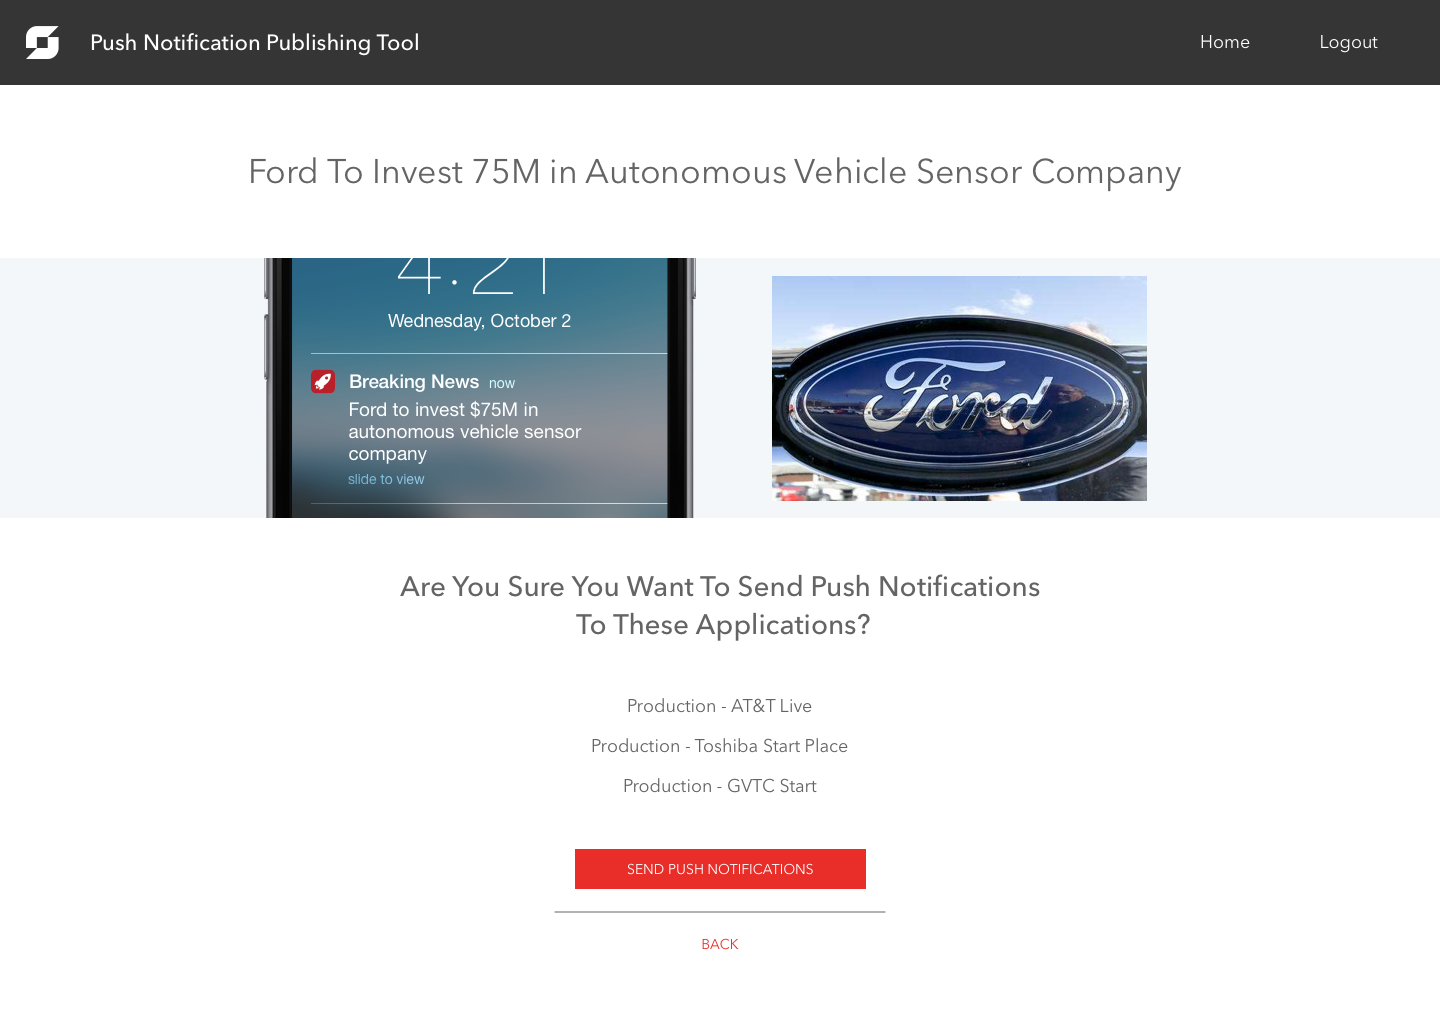 Push Notification Publishing Tool
Home
Logout
Ford To Invest 75M in Autonomous Vehicle Sensor Company
4:21
Wednesday, October 2
Breaking News now
Ford to invest $75M in
autonomous vehicle sensor
company
slide to view
Ford
Are You Sure You Want To Send Push Notifications
To These Applications?
Production - AT&T Live
Production - Toshiba Start Place
Production - GVTC Start
SEND PUSH NOTIFICATIONS
BACK